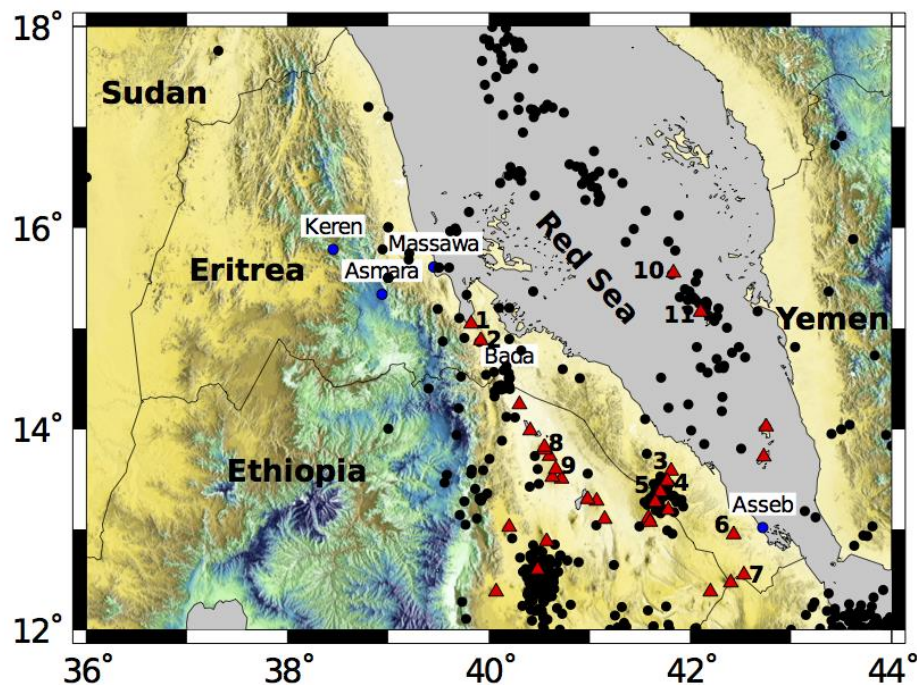 18°
Sudan
16°
Keren
Massawa
Eritrea
Asmara
Red Sea
10
11
Yemen
1
2
Bada
14°
8
9
3
4
5
Ethiopia
Asseb
6
7
12°
36°
38°
40°
42°
44°